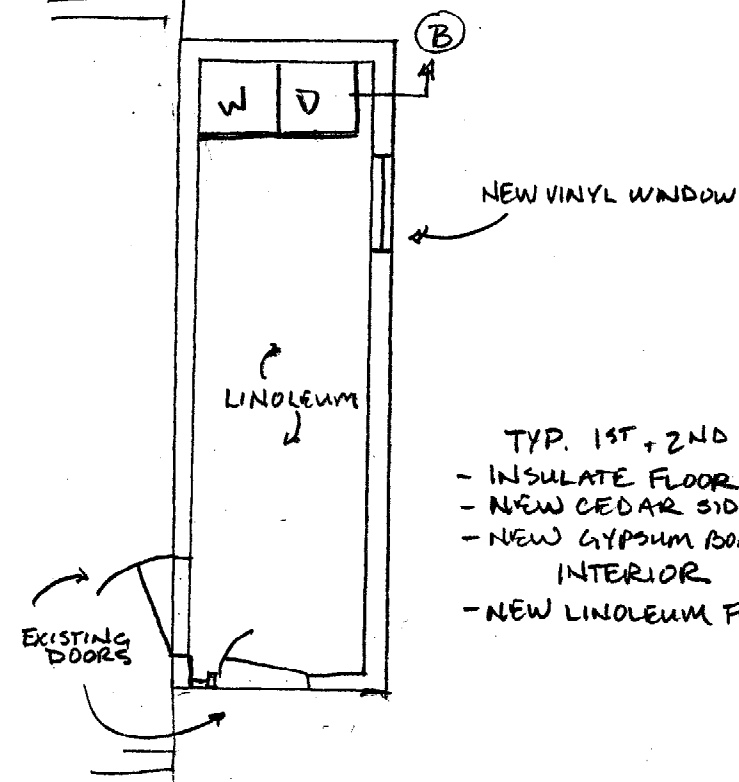 B
W D
NEW VINYL WINDOW
LINOLEUM
TYP. 1ST + 2ND
- INSULATE FLOOR
- NEW CEDAR SID
- NEW GYPSUM BOA
INTERIOR
- NEW LINOLEUM F
EXISTING
DOORS